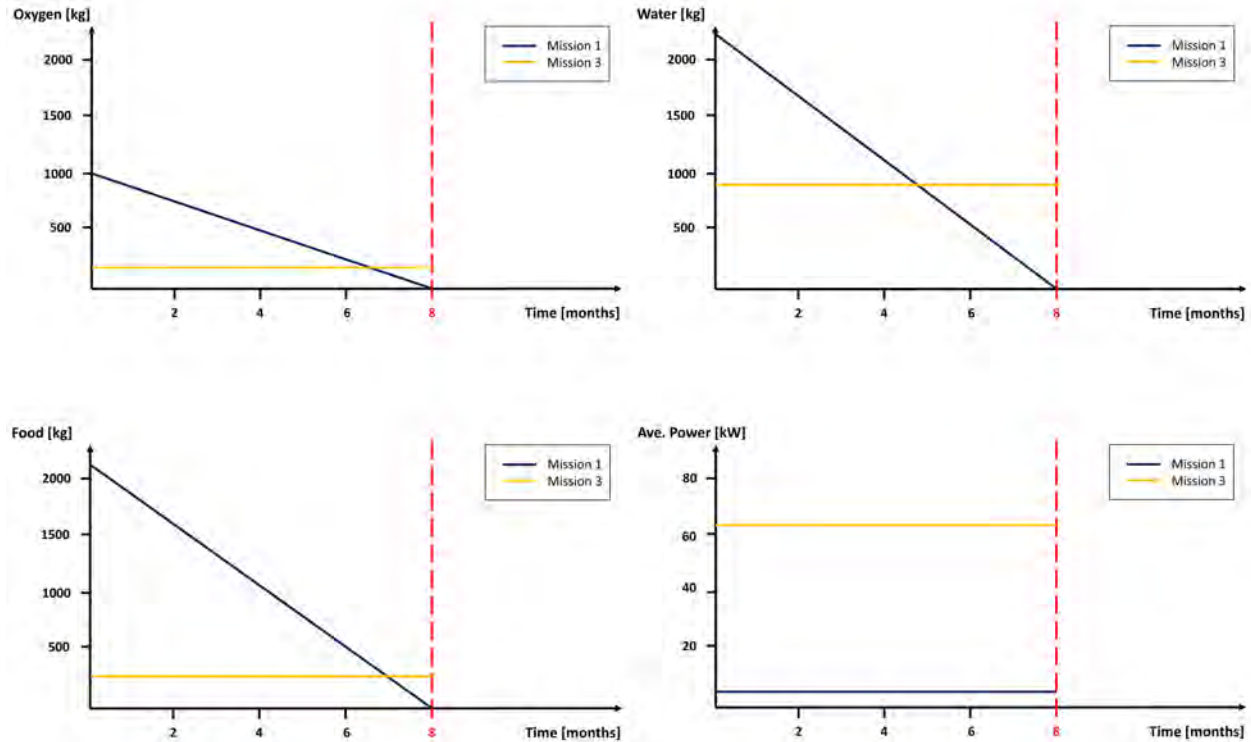 Oxygen [kg]
2000
1500
1000
500
2
4
6
8
Time [months]
Mission 1
Mission 3
Water [kg]
2000
1500
1000
500
2
4
6
8
Time [months]
Mission 1
Mission 3
Food [kg]
2000
1500
1000
500
2
4
6
8
Time [months]
Mission 1
Mission 3
Ave. Power [kW]
80
60
40
20
2
4
6
8
Time [months]
Mission 1
Mission 3